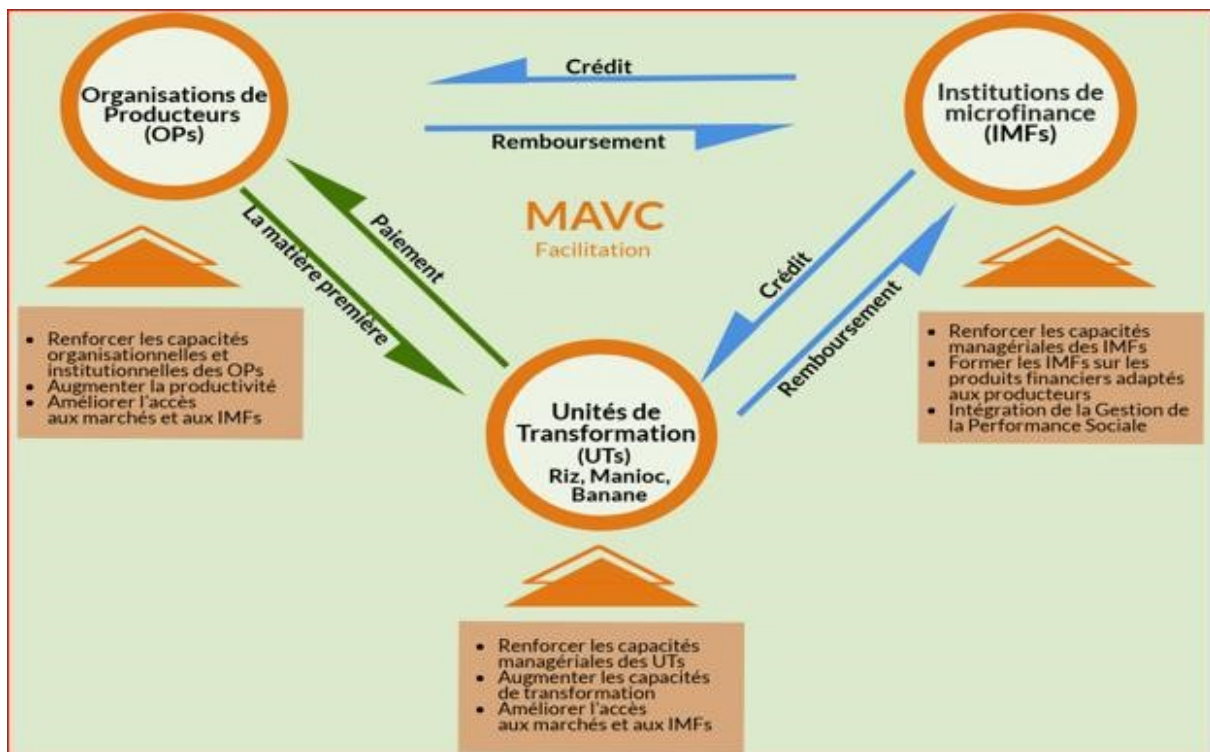 Organisations de
Producteurs
(OPs)
Crédit
Remboursement
Institutions de
microfinance
(IMFs)
MAVC
Facilitation
La matière première
Paiement
Crédit
Remboursement
Unités de
Transformation
(UTs)
Riz, Manioc,
Banane
• Renforcer les capacités
organisationnelles et
institutionnelles des OPs
• Augmenter la productivité
• Améliorer l'accès
aux marchés et aux IMFs
• Renforcer les capacités
managériales des IMFs
• Former les IMFs sur les
produits financiers adaptés
aux producteurs
• Intégration de la Gestion de
la Performance Sociale
• Renforcer les capacités
managériales des UTs
• Augmenter les capacités
de transformation
• Améliorer l'accès
aux marchés et aux IMFs